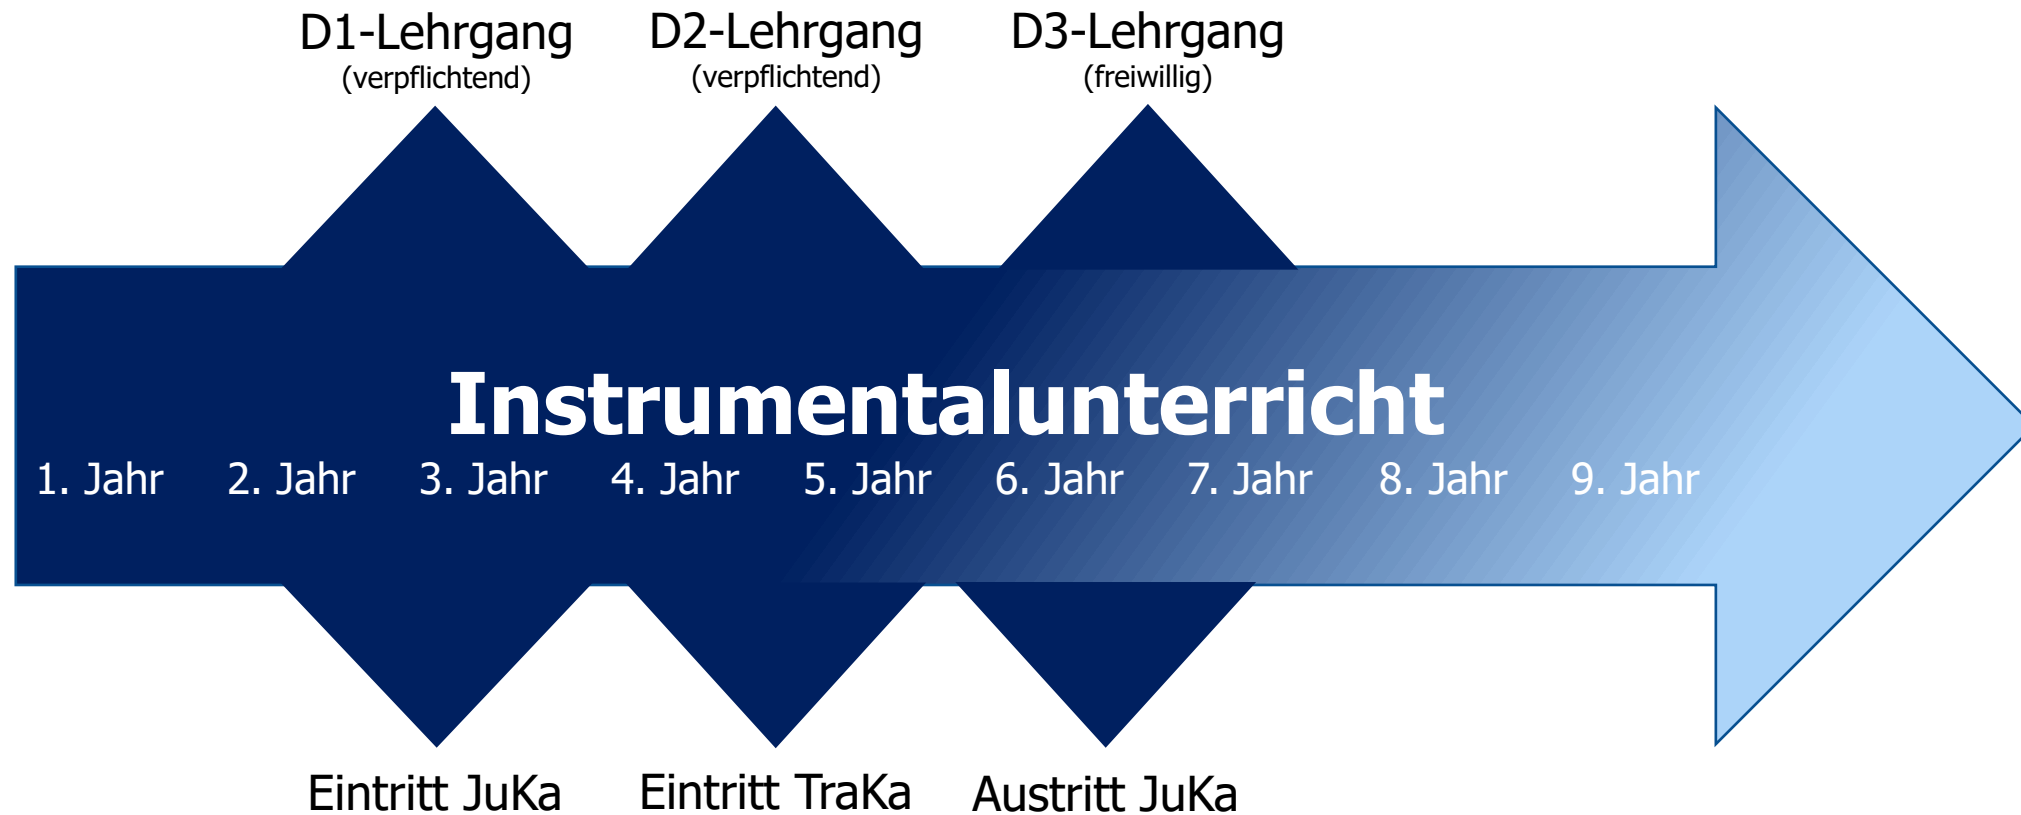 D1-Lehrgang
(verpflichtend)
D2-Lehrgang
(verpflichtend)
D3-Lehrgang
(freiwillig)
Instrumentalunterricht
1. Jahr 2. Jahr 3. Jahr 4. Jahr 5. Jahr 6. Jahr 7. Jahr 8. Jahr 9. Jahr
Eintritt JuKa
Eintritt TraKa
Austritt JuKa